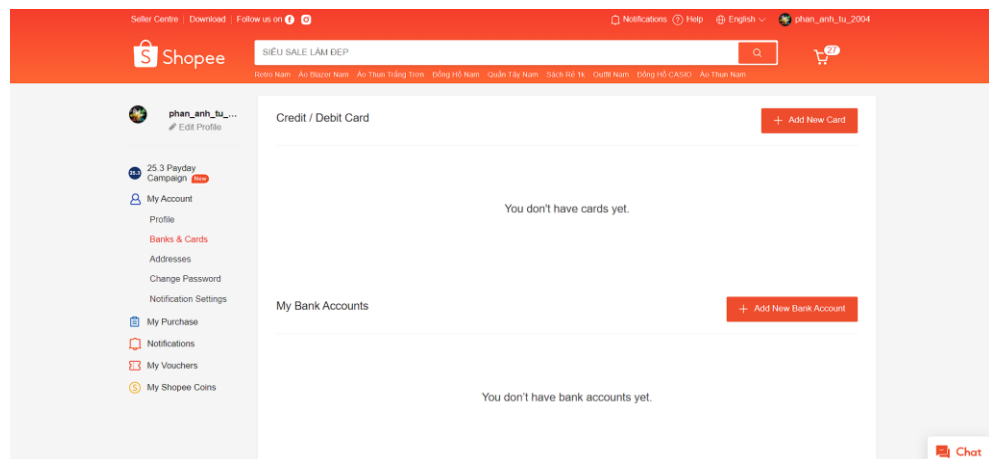 Seller Centre Download Follow us on Notifications Help English phan_anh_tu_2004
Shopee
SIÊU SALE LÀM ĐẸP
27
Retro Nam Áo Blazer Nam Áo Thun Trắng Trơn Đồng Hồ Nam Quần Tây Nam Sách Rẻ 1k Outfit Nam Đồng Hồ CASIO Áo Thun Nam
phan_anh_tu_...
Edit Profile
Credit / Debit Card
+ Add New Card
25.3 25.3 Payday
Campaign New
My Account
Profile
Banks & Cards
Addresses
Change Password
Notification Settings
My Purchase
Notifications
My Vouchers
My Shopee Coins
You don't have cards yet.
My Bank Accounts
+ Add New Bank Account
You don't have bank accounts yet.
Chat